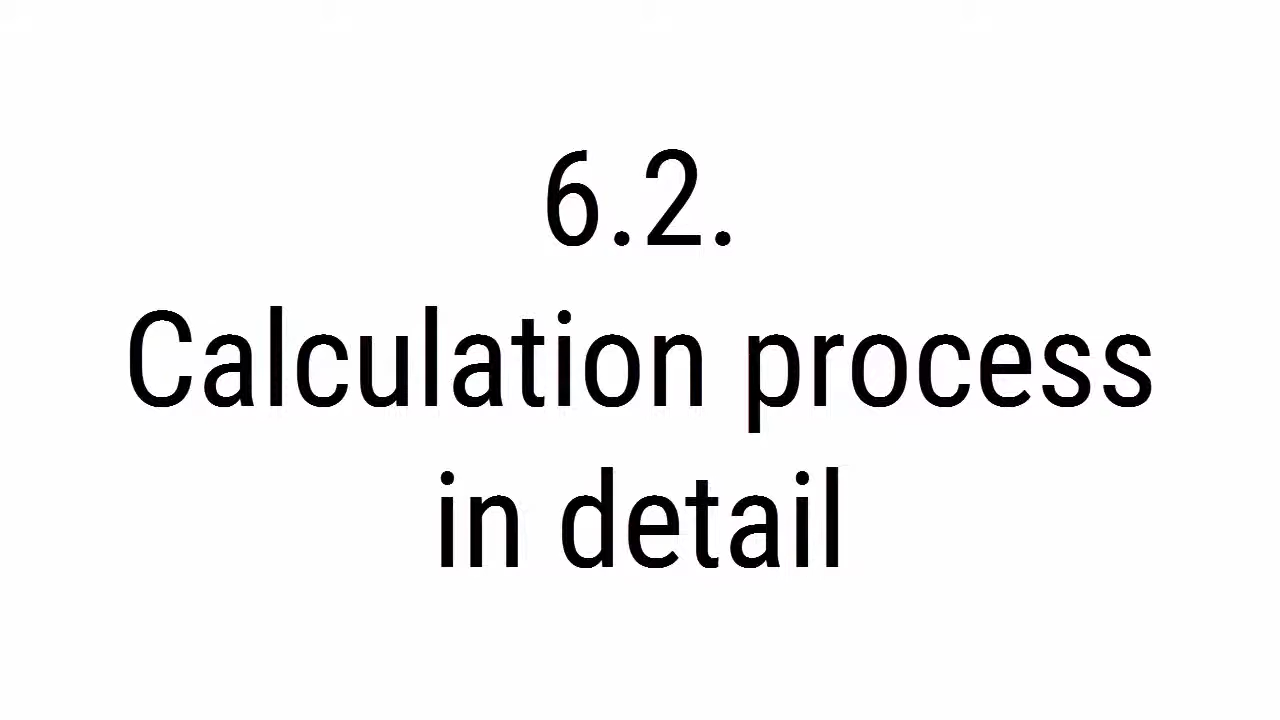 6.2.
Calculation process
in detail